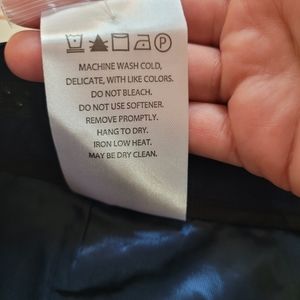 MACHINE WASH COLD,
DELICATE, WITH LIKE COLORS.
DO NOT BLEACH.
DO NOT USE SOFTENER.
REMOVE PROMPTLY.
HANG TO DRY.
IRON LOW HEAT.
MAY BE DRY CLEAN.